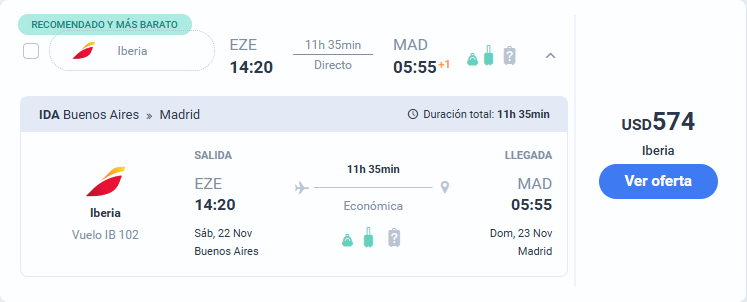 RECOMENDADO Y MÁS BARATO
Iberia
EZE
14:20
11h 35min
Directo
MAD
05:55+1
?
IDA Buenos Aires » Madrid
Duración total: 11h 35min
Iberia
Vuelo IB 102
SALIDA
EZE
14:20
Sáb, 22 Nov
Buenos Aires
11h 35min
Económica
?
LLEGADA
MAD
05:55
Dom, 23 Nov
Madrid
USD574
Iberia
Ver oferta